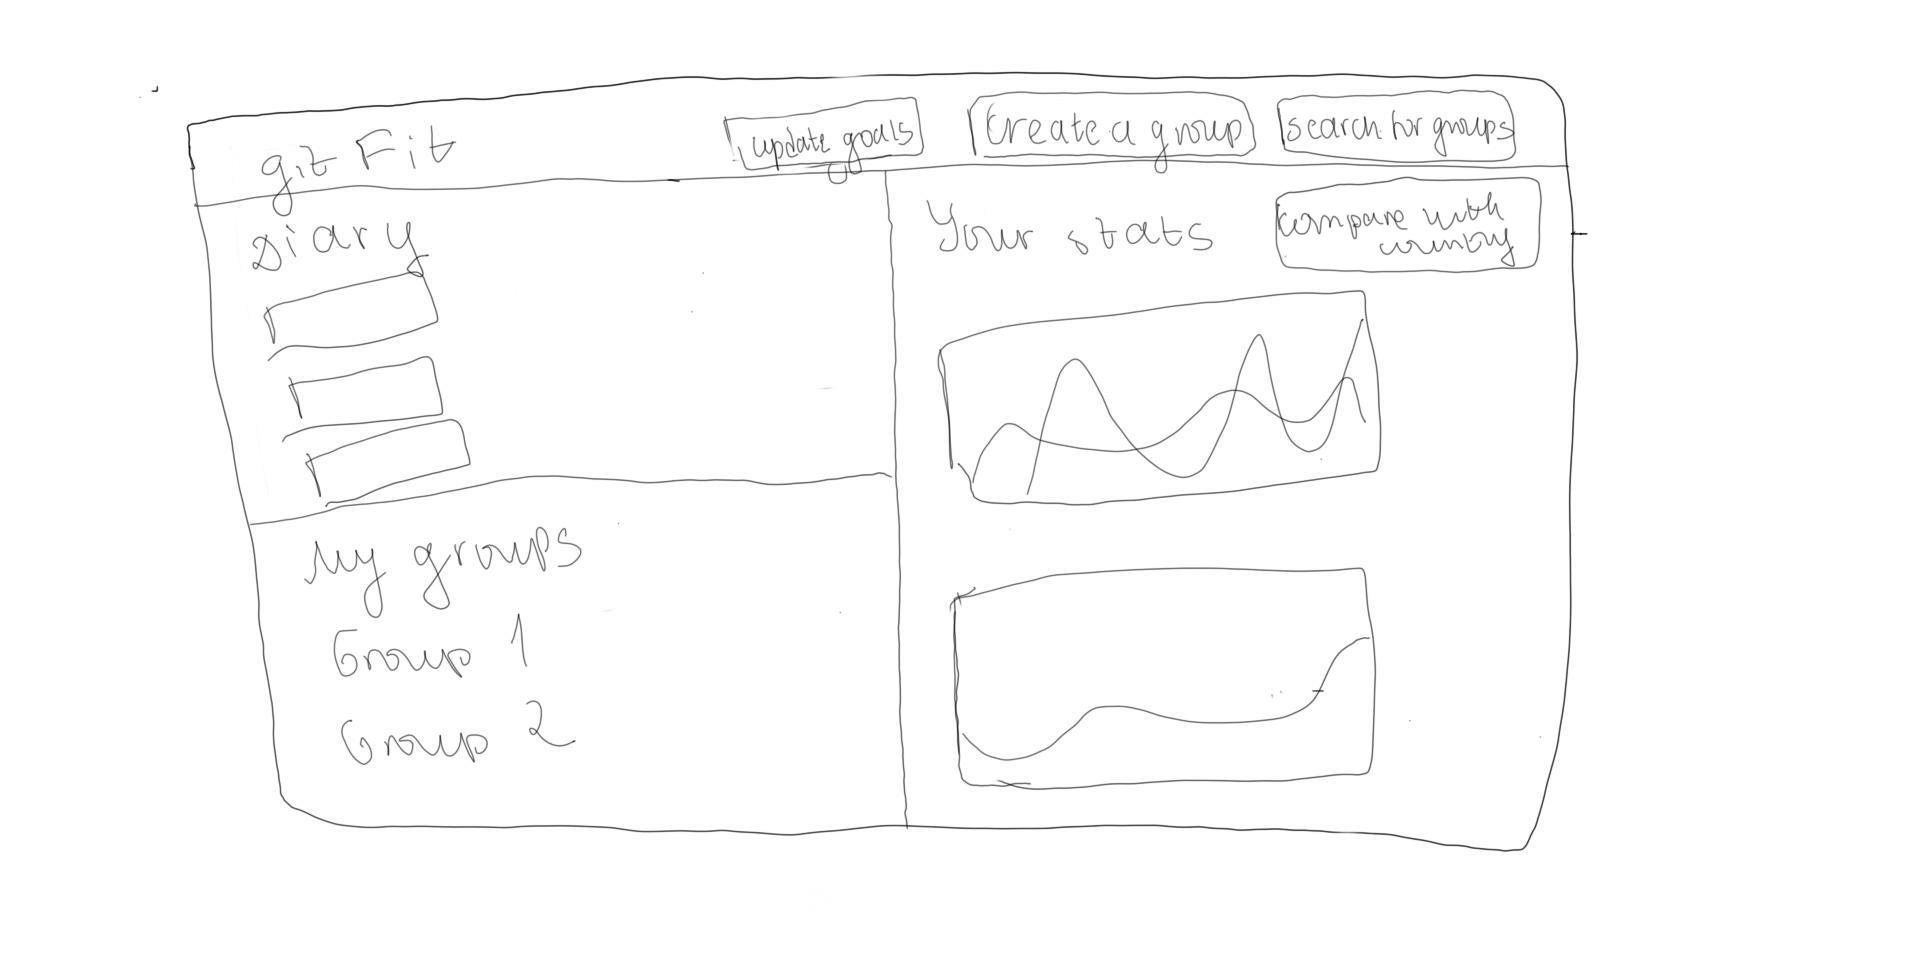 git Fit
update goals
Create a group
search for groups
Diary
Your stats
compare with
country
My groups
Group 1
Group 2